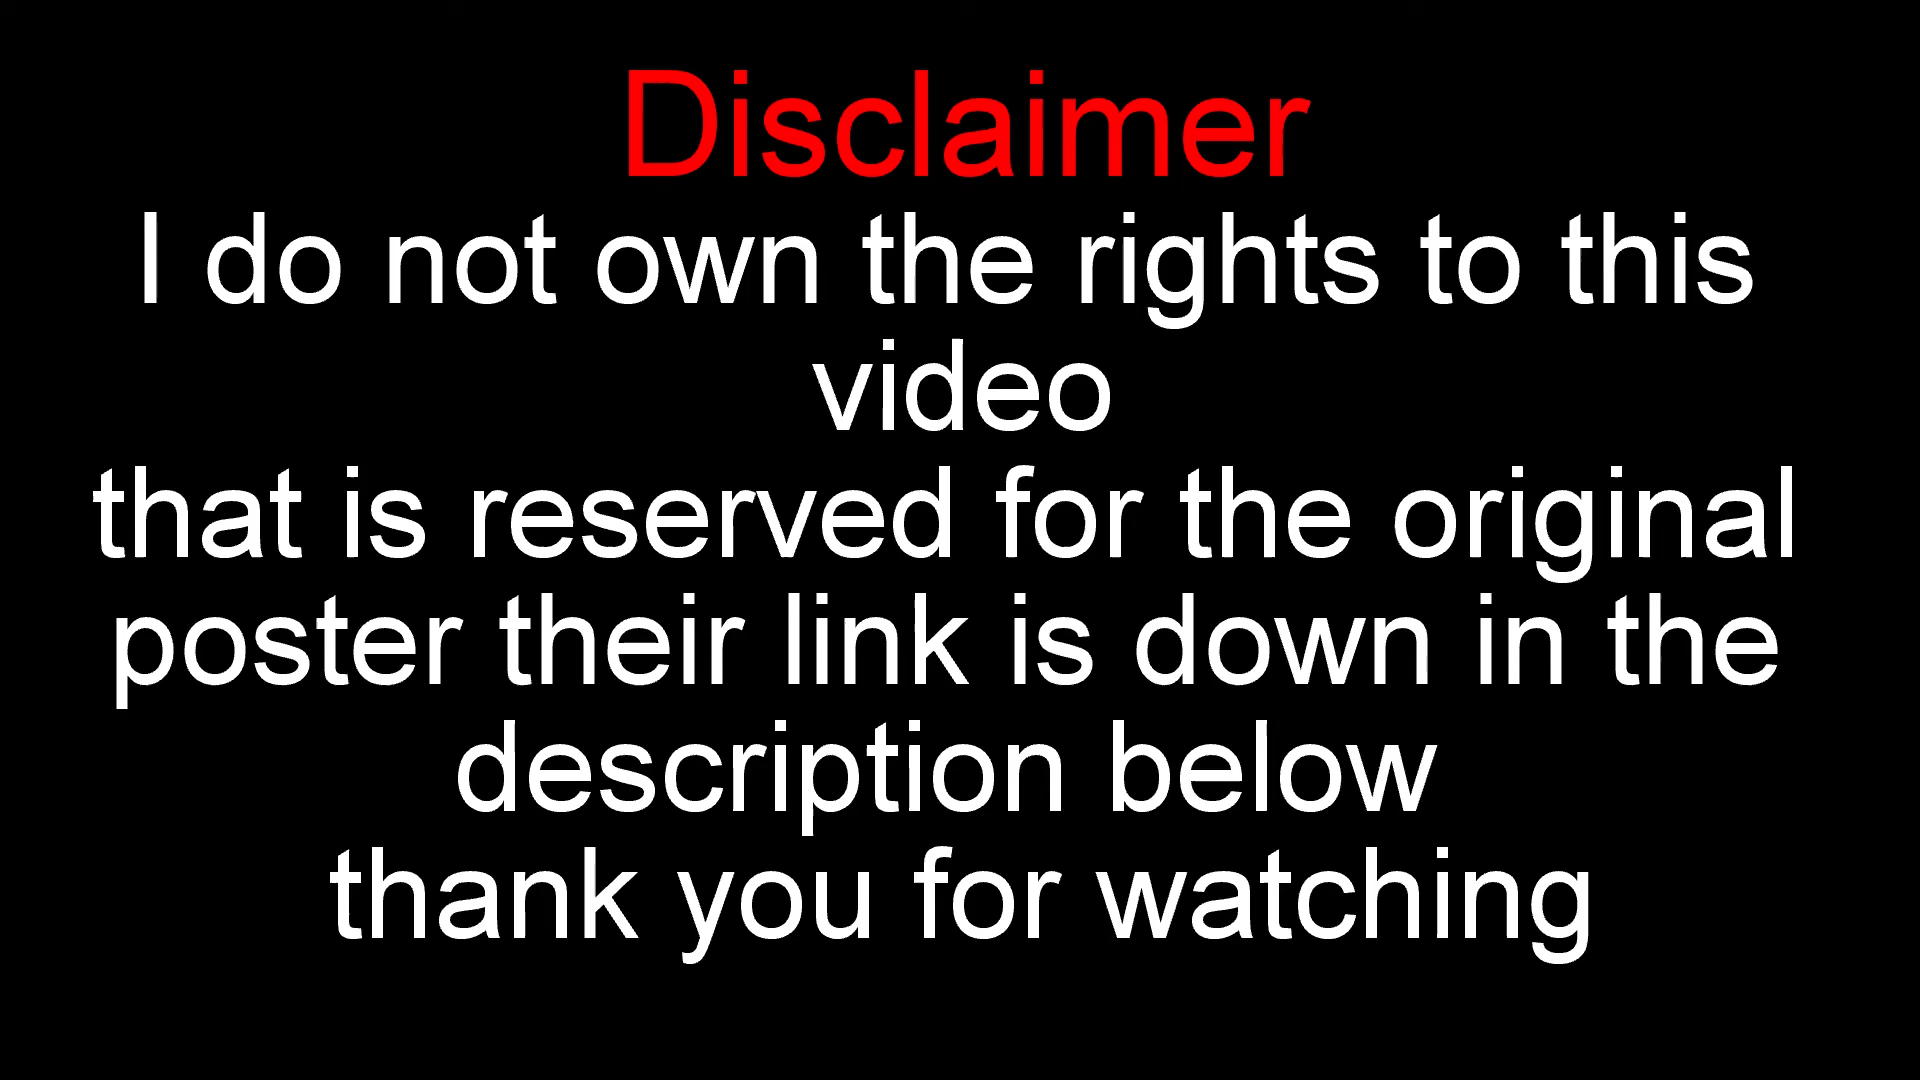 Disclaimer
I do not own the rights to this
video
that is reserved for the original
poster their link is down in the
description below
thank you for watching